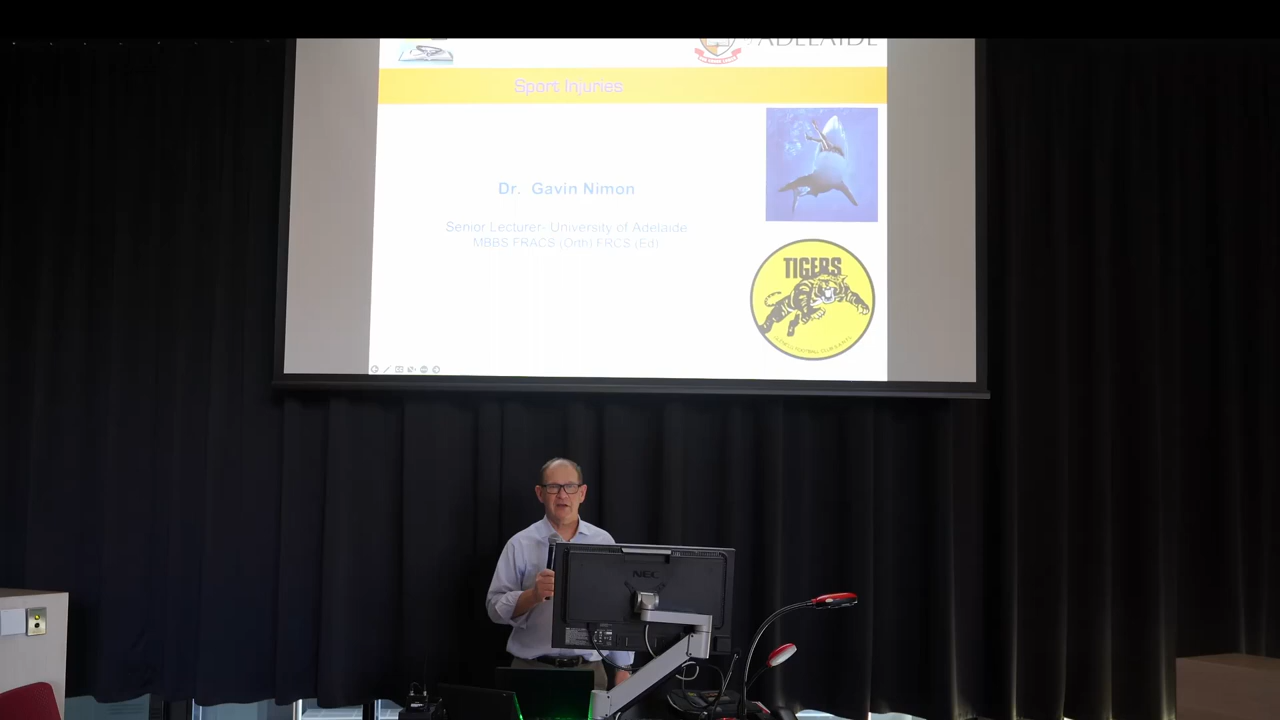 ADELAIDE
Sport Injuries
Dr. Gavin Nimon
Senior Lecturer- University of Adelaide
MBBS FRACS (Orth) FRCS (Ed)
TIGERS
NEC